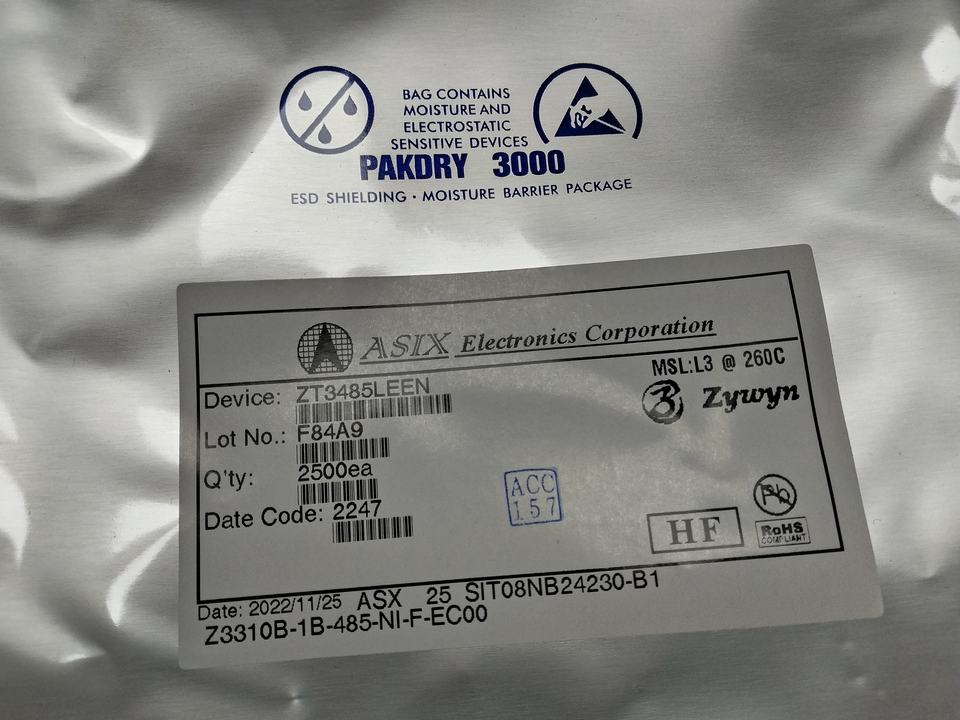 BAG CONTAINS
MOISTURE AND
ELECTROSTATIC
SENSITIVE DEVICES
PAKDRY 3000
ESD SHIELDING · MOISTURE BARRIER PACKAGE
ASIX Electronics Corporation
MSL:L3 @ 260C
Device: ZT3485LEEN
Zywyn
Lot No.: F84A9
Q'ty: 2500ea
ACC
157
Date Code: 2247
Pb
HF
RoHS
COMPLIANT
Date: 2022/11/25 ASX 25 SIT08NB24230-B1
Z3310B-1B-485-NI-F-EC00